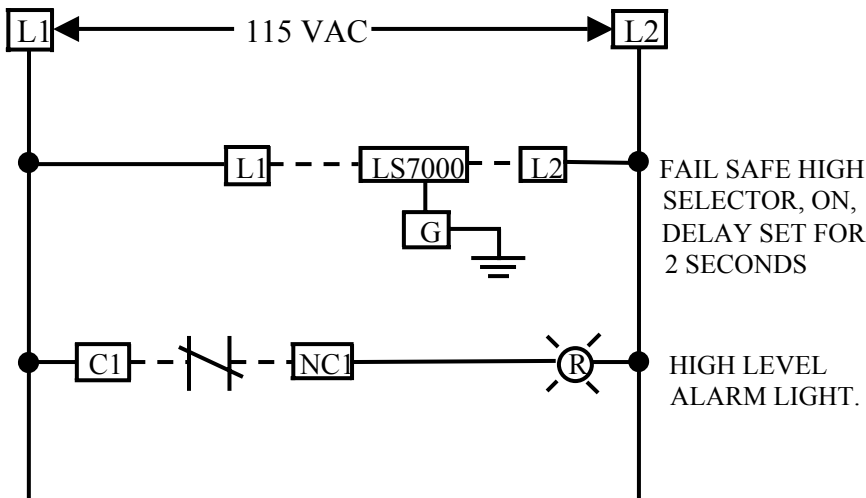 L1 115 VAC L2
L1 LS7000 L2
G
FAIL SAFE HIGH
SELECTOR, ON,
DELAY SET FOR
2 SECONDS
C1 NC1 R
HIGH LEVEL
ALARM LIGHT.